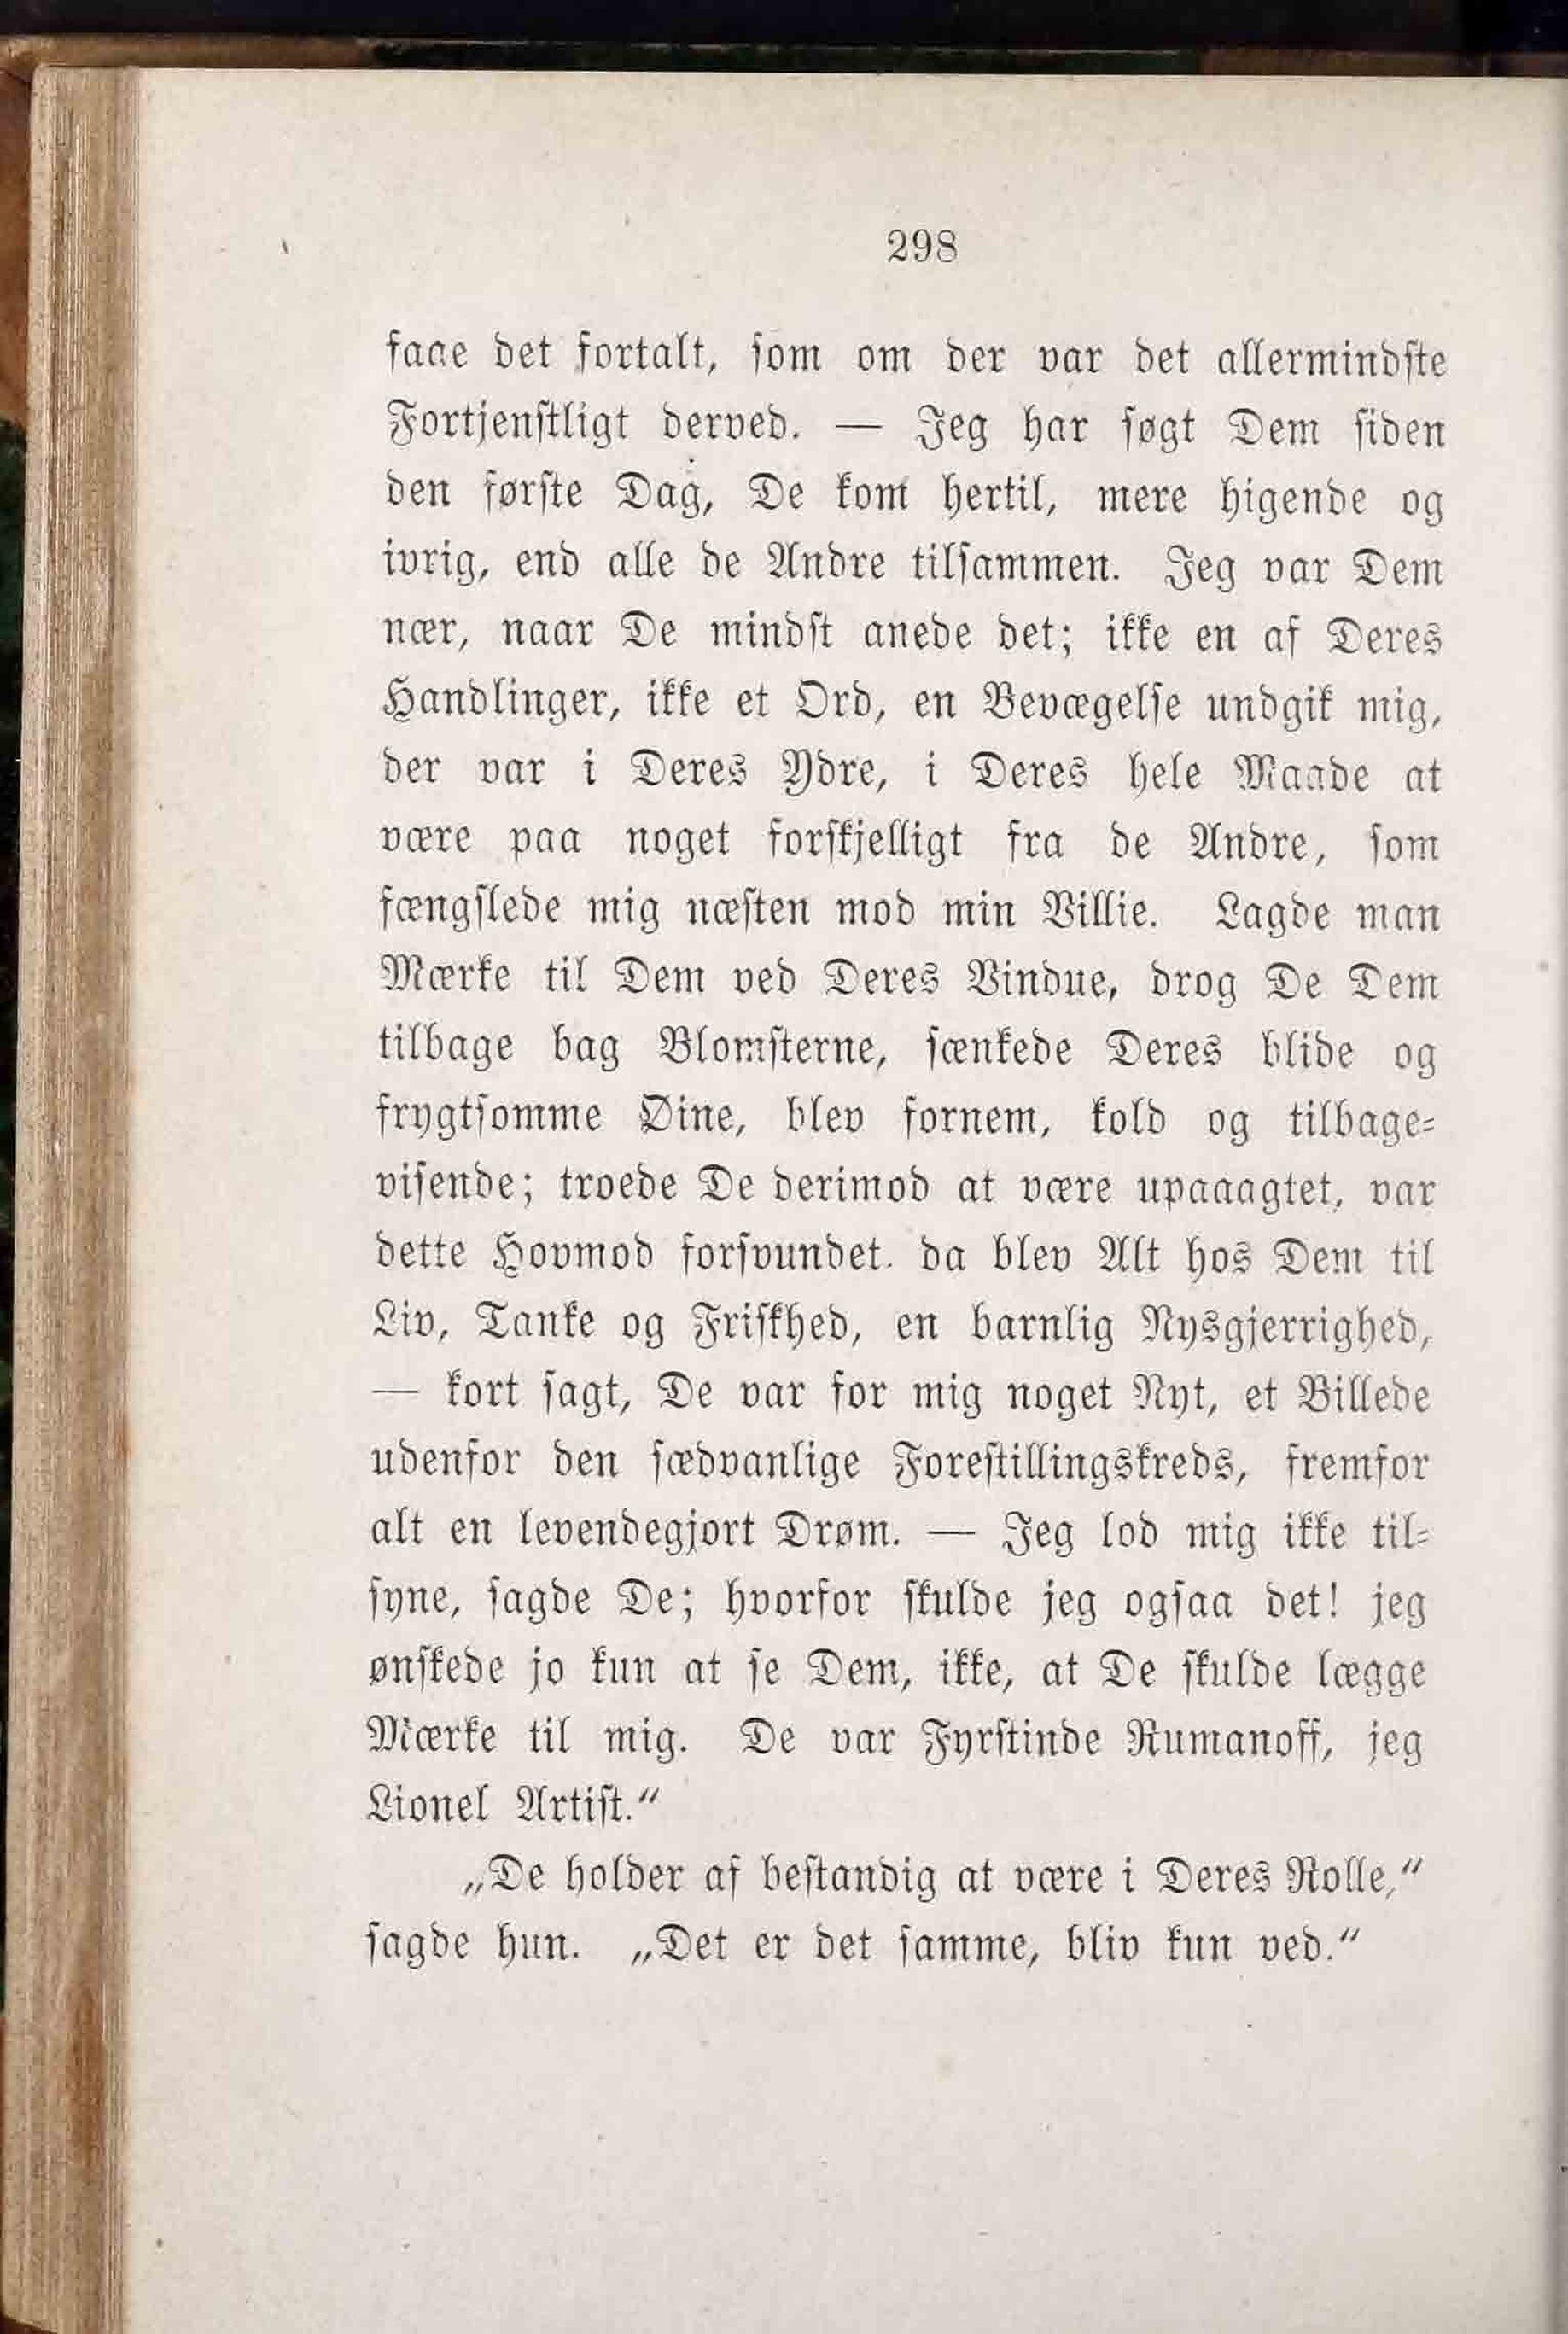 298
faae det fortalt, som om der var det allermindste
Fortjenstligt derved. — Jeg har søgt Dem siden
den første Dag, De kom hertil, mere higende og
ivrig, end alle de Andre tilsammen. Jeg var Dem
nær, naar De mindst anede det; ikke en af Deres
Handlinger, ikke et Ord, en Bevægelse undgik mig,
der var i Deres Ydre, i Deres hele Maade at
være paa noget forskjelligt fra de Andre, som
fængslede mig næsten mod min Villie. Lagde man
Mærke til Dem ved Deres Vindue, drog De Dem
tilbage bag Blomsterne, sænkede Deres blide og
frygtsomme Øine, blev fornem, kold og tilbage-
visende; troede De derimod at være upaaagtet, var
dette Hovmod forsvundet. da blev Alt hos Dem til
Liv, Tanke og Friskhed, en barnlig Nysgjerrighed,
— kort sagt, De var for mig noget Nyt, et Billede
udenfor den sædvanlige Forestillingskreds, fremfor
alt en levendegjort Drøm. — Jeg lod mig ikke til-
syne, sagde De; hvorfor skulde jeg ogsaa det! jeg
ønskede jo kun at se Dem, ikke, at De skulde lægge
Mærke til mig. De var Fyrstinde Rumanoff, jeg
Lionel Artist.“
„De holder af bestandig at være i Deres Rolle,“
sagde hun. „Det er det samme, bliv kun ved.“